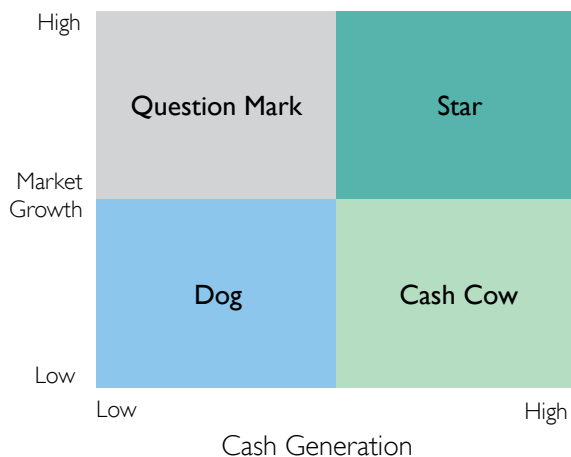 High
Question Mark
Star
Market
Growth
Dog
Cash Cow
Low
Low
High
Cash Generation